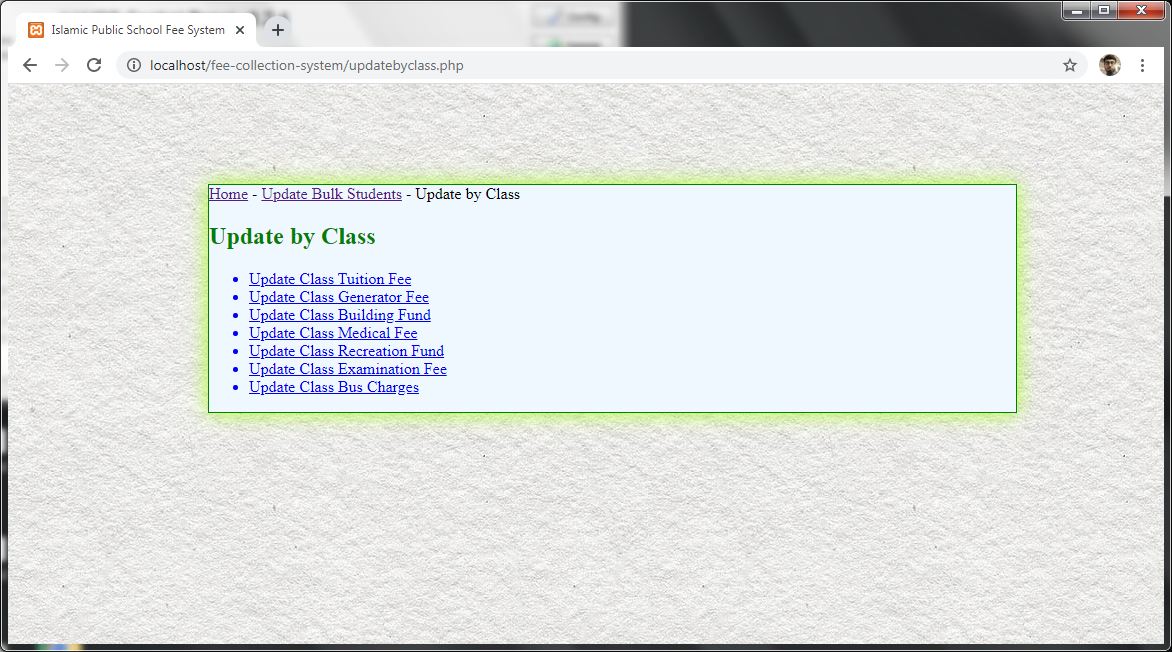 Islamic Public School Fee System
localhost/fee-collection-system/updatebyclass.php
Home - Update Bulk Students - Update by Class
Update by Class
Update Class Tuition Fee
Update Class Generator Fee
Update Class Building Fund
Update Class Medical Fee
Update Class Recreation Fund
Update Class Examination Fee
Update Class Bus Charges